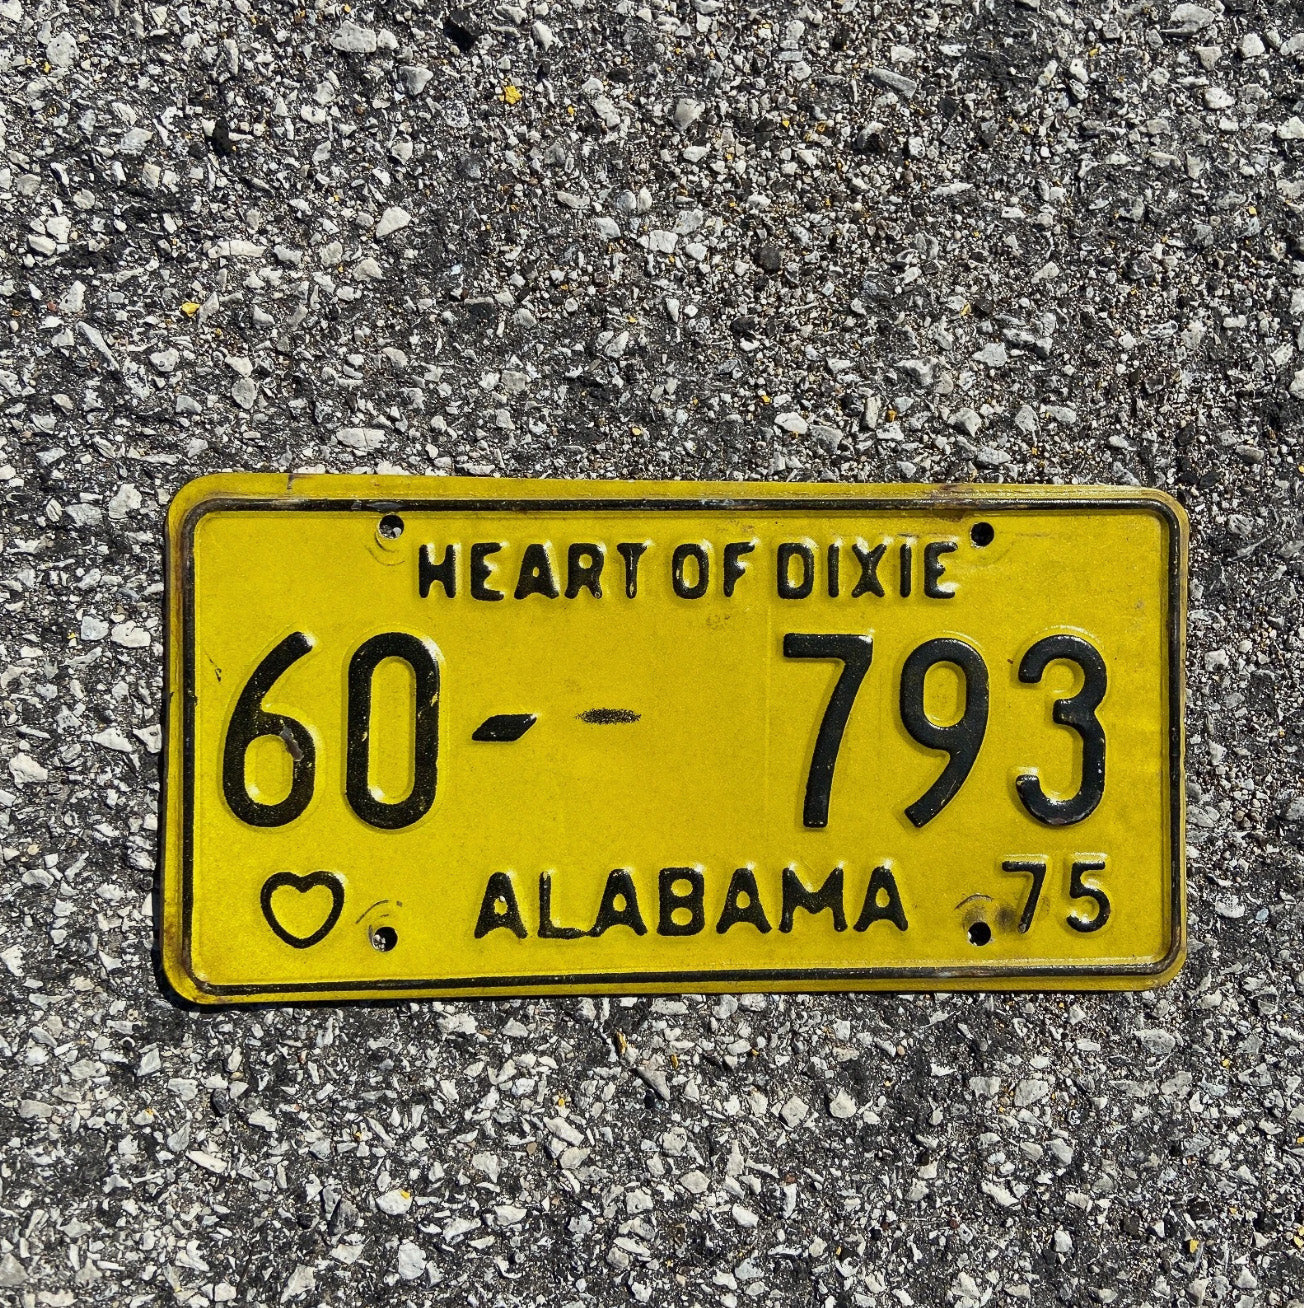 HEART OF DIXIE
60- 793
ALABAMA 75